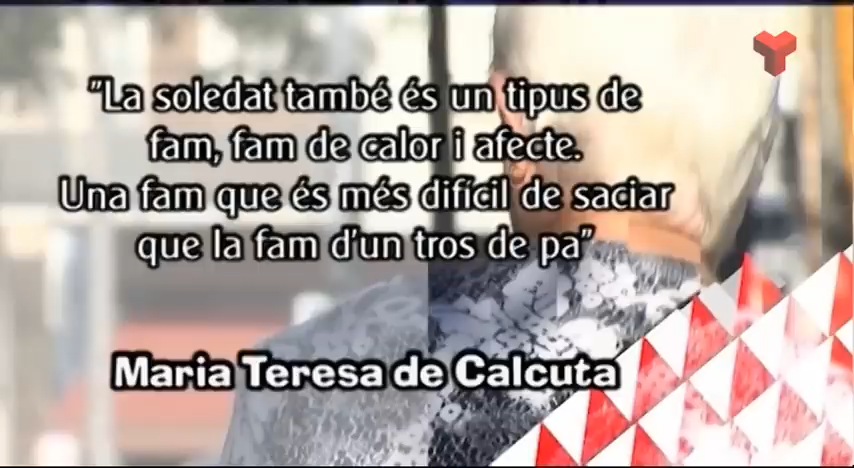 "La soledat també és un tipus de
fam, fam de calor i afecte.
Una fam que és més difícil de saciar
que la fam d'un tros de pa"
Maria Teresa de Calcuta